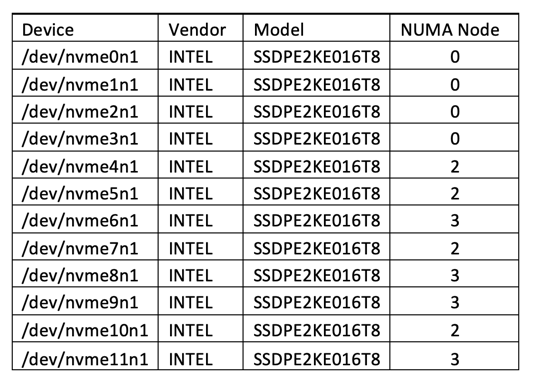 Device Vendor Model NUMA Node
/dev/nvme0n1 INTEL SSDPE2KE016T8 0
/dev/nvme1n1 INTEL SSDPE2KE016T8 0
/dev/nvme2n1 INTEL SSDPE2KE016T8 0
/dev/nvme3n1 INTEL SSDPE2KE016T8 0
/dev/nvme4n1 INTEL SSDPE2KE016T8 2
/dev/nvme5n1 INTEL SSDPE2KE016T8 2
/dev/nvme6n1 INTEL SSDPE2KE016T8 3
/dev/nvme7n1 INTEL SSDPE2KE016T8 2
/dev/nvme8n1 INTEL SSDPE2KE016T8 3
/dev/nvme9n1 INTEL SSDPE2KE016T8 3
/dev/nvme10n1 INTEL SSDPE2KE016T8 2
/dev/nvme11n1 INTEL SSDPE2KE016T8 3